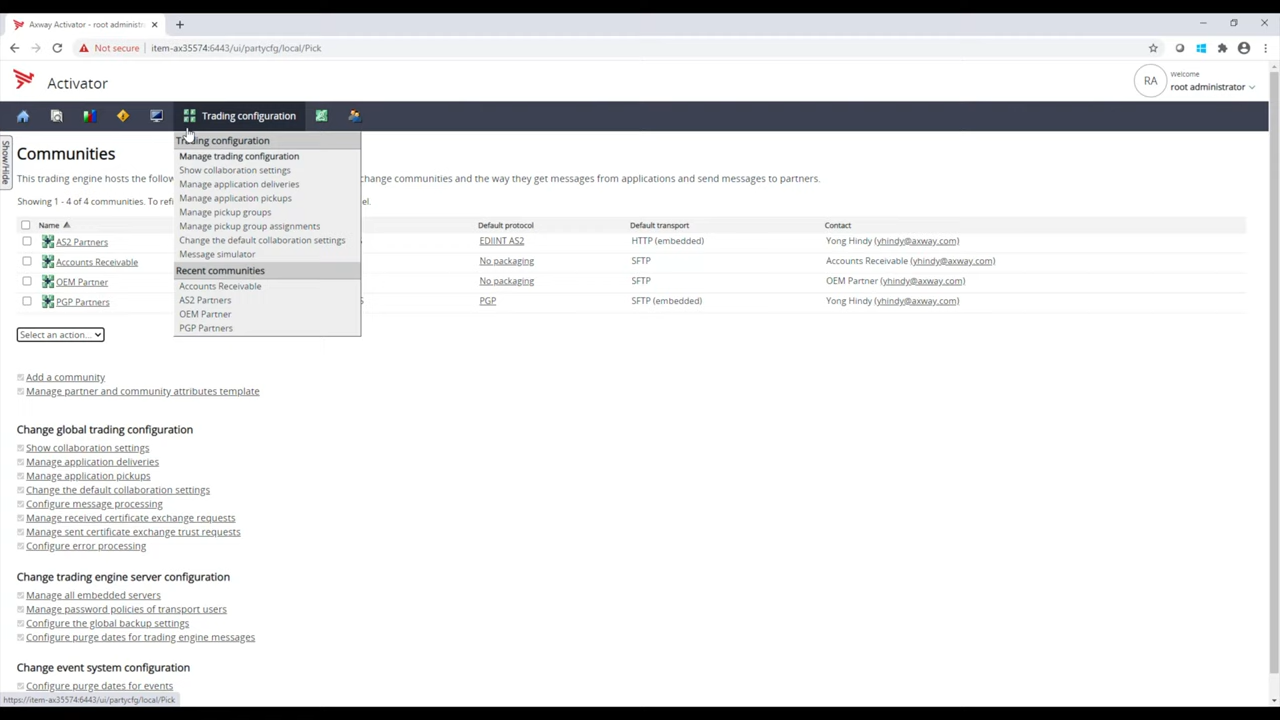 Axway Activator - root administr
Not secure | item-ax35574:6443/ui/partycfg/local/Pick
Activator
RA
Welcome
root administrator
Trading configuration
Show/Hide
Communities
Trading configuration
Manage trading configuration
Show collaboration settings
Manage application deliveries
Manage application pickups
Manage pickup groups
Manage pickup group assignments
Change the default collaboration settings
Message simulator
Recent communities
Accounts Receivable
AS2 Partners
OEM Partner
PGP Partners
This trading engine hosts the follow
change communities and the way they get messages from applications and send messages to partners.
Showing 1 - 4 of 4 communities. To refi
el.
Name Default protocol Default transport Contact
AS2 Partners EDIINT AS2 HTTP (embedded) Yong Hindy (yhindy@axway.com)
Accounts Receivable No packaging SFTP Accounts Receivable (yhindy@axway.com)
OEM Partner No packaging SFTP OEM Partner (yhindy@axway.com)
PGP Partners PGP SFTP (embedded) Yong Hindy (yhindy@axway.com)
Select an action...
Add a community
Manage partner and community attributes template
Change global trading configuration
Show collaboration settings
Manage application deliveries
Manage application pickups
Change the default collaboration settings
Configure message processing
Manage received certificate exchange requests
Manage sent certificate exchange trust requests
Configure error processing
Change trading engine server configuration
Manage all embedded servers
Manage password policies of transport users
Configure the global backup settings
Configure purge dates for trading engine messages
Change event system configuration
Configure purge dates for events
https://item-ax35574:6443/ui/partycfg/local/Pick